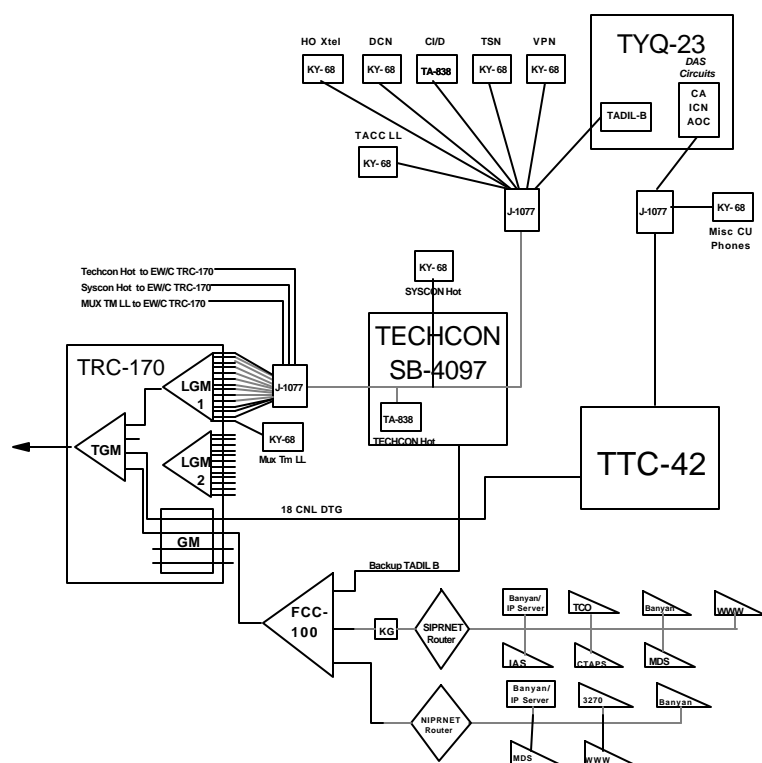 HO Xtel
DCN
CI/D
TSN
VPN
KY-68
KY-68
TA-838
KY-68
KY-68
TYQ-23
DAS
Circuits
CA
ICN
AOC
TADIL-B
TACC LL
KY-68
J-1077
J-1077
KY-68
Misc CU
Phones
KY-68
SYSCON Hot
Techcon Hot to EW/C TRC-170
Syscon Hot to EW/C TRC-170
MUX TM LL to EW/C TRC-170
TECHCON
SB-4097
TRC-170
LGM
1
J-1077
TA-838
TECHCON Hot
KY-68
Mux Tm LL
TGM
LGM
2
TTC-42
18 CNL DTG
GM
Backup TADIL B
FCC-
100
KG
SIPRNET
Router
Banyan/
IP Server
TCO
Banyan
WWW
IAS
CTAPS
MDS
NIPRNET
Router
Banyan/
IP Server
3270
Banyan
MDS
WWW